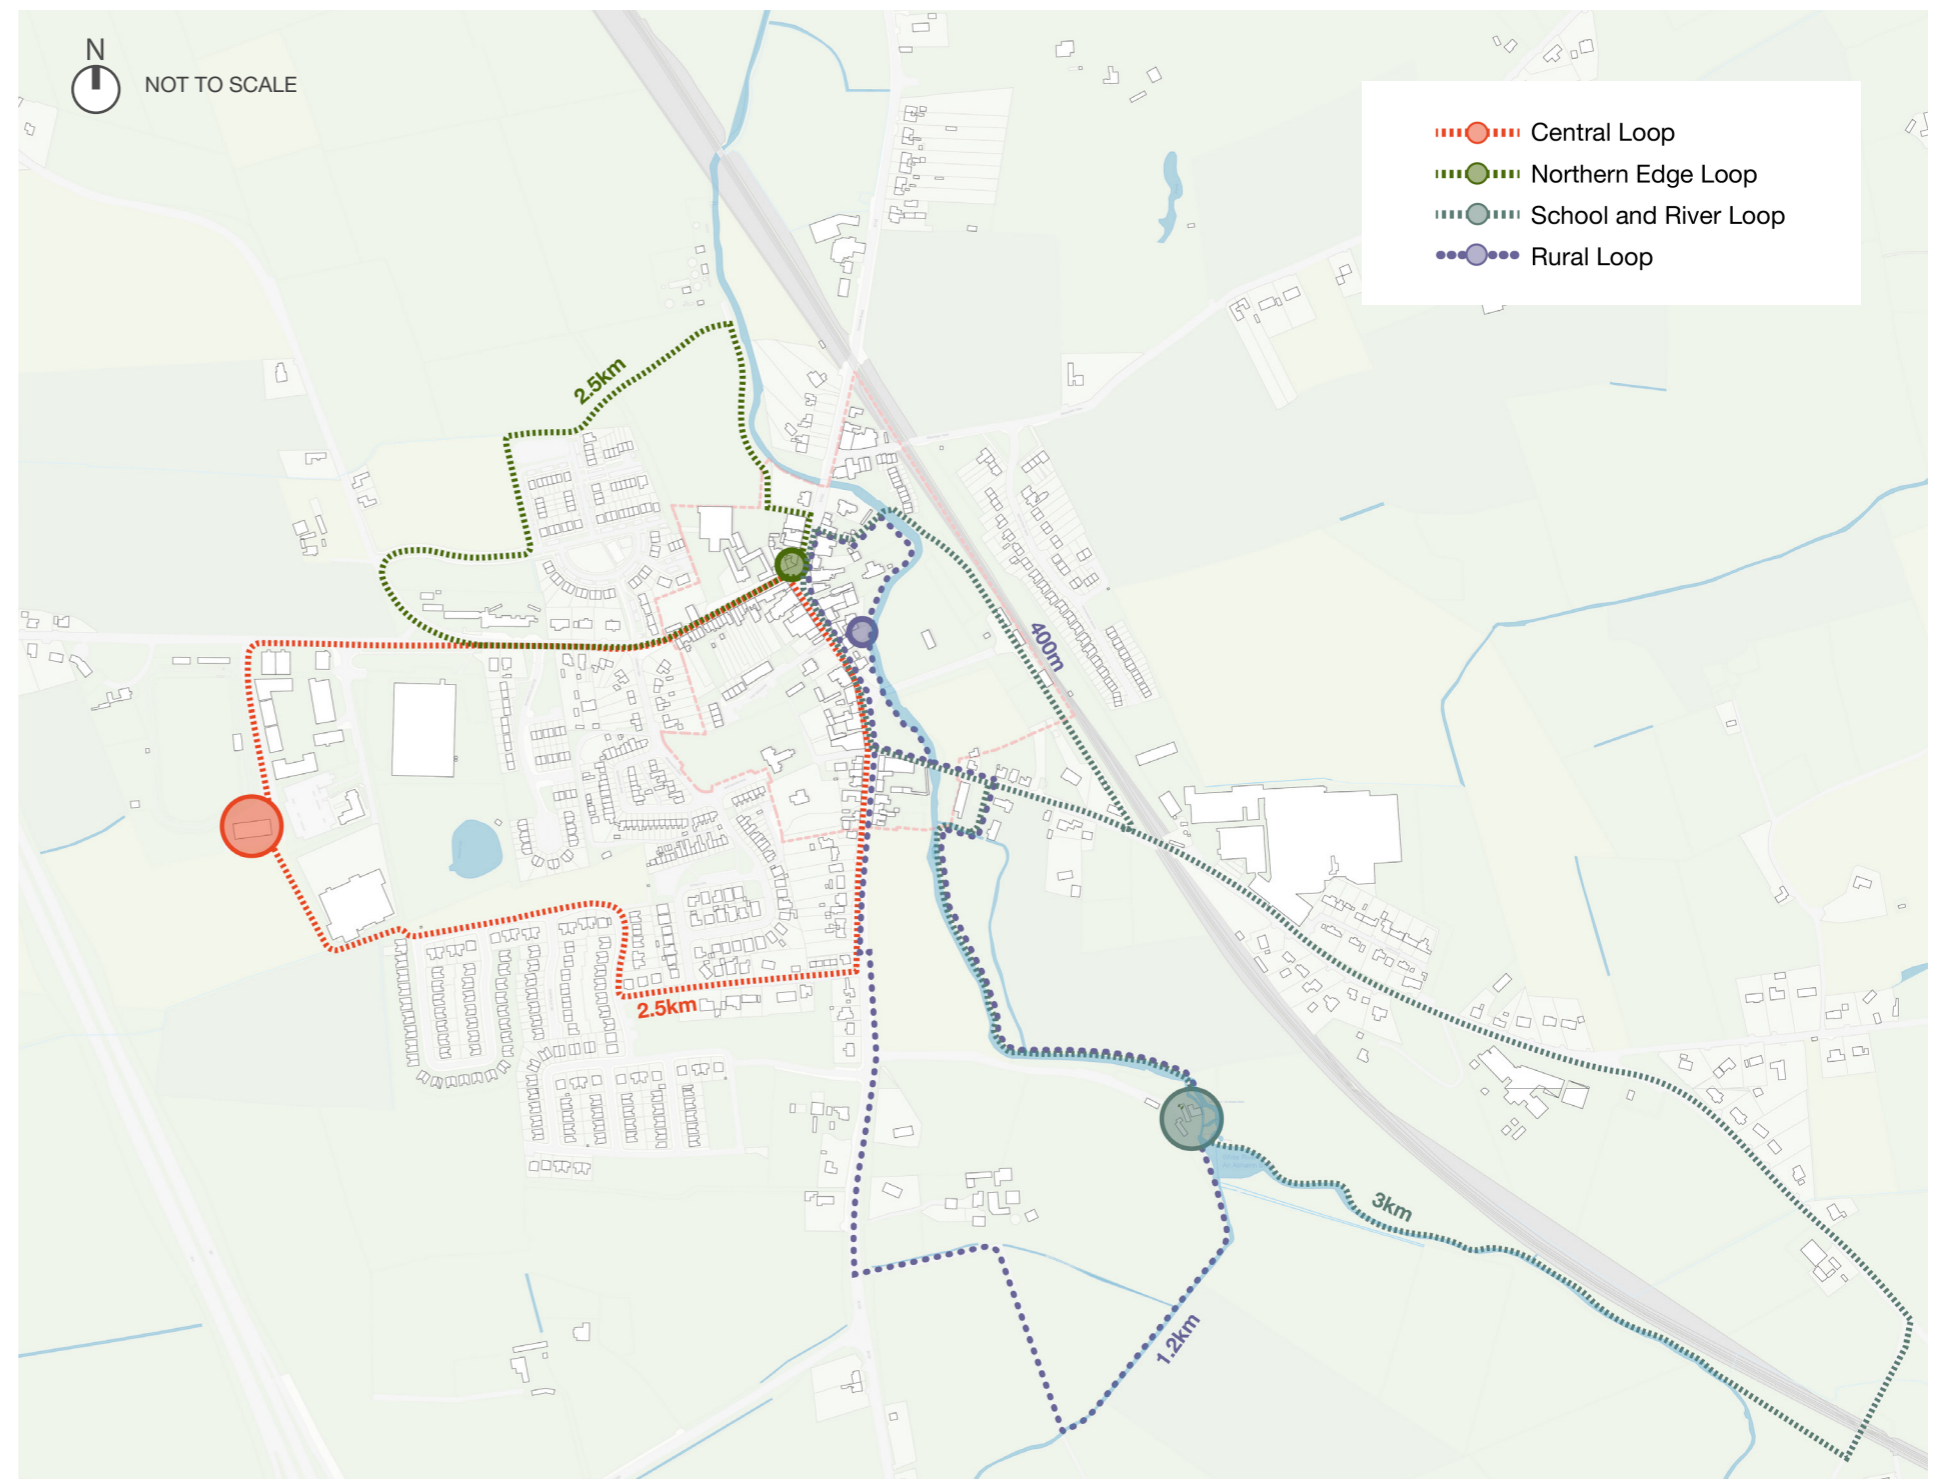 N
NOT TO SCALE
Central Loop
Northern Edge Loop
School and River Loop
Rural Loop
2.5km
400m
2.5km
3km
1.2km